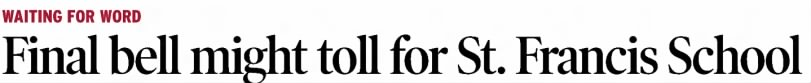 WAITING FOR WORD
Final bell might toll for St. Francis School